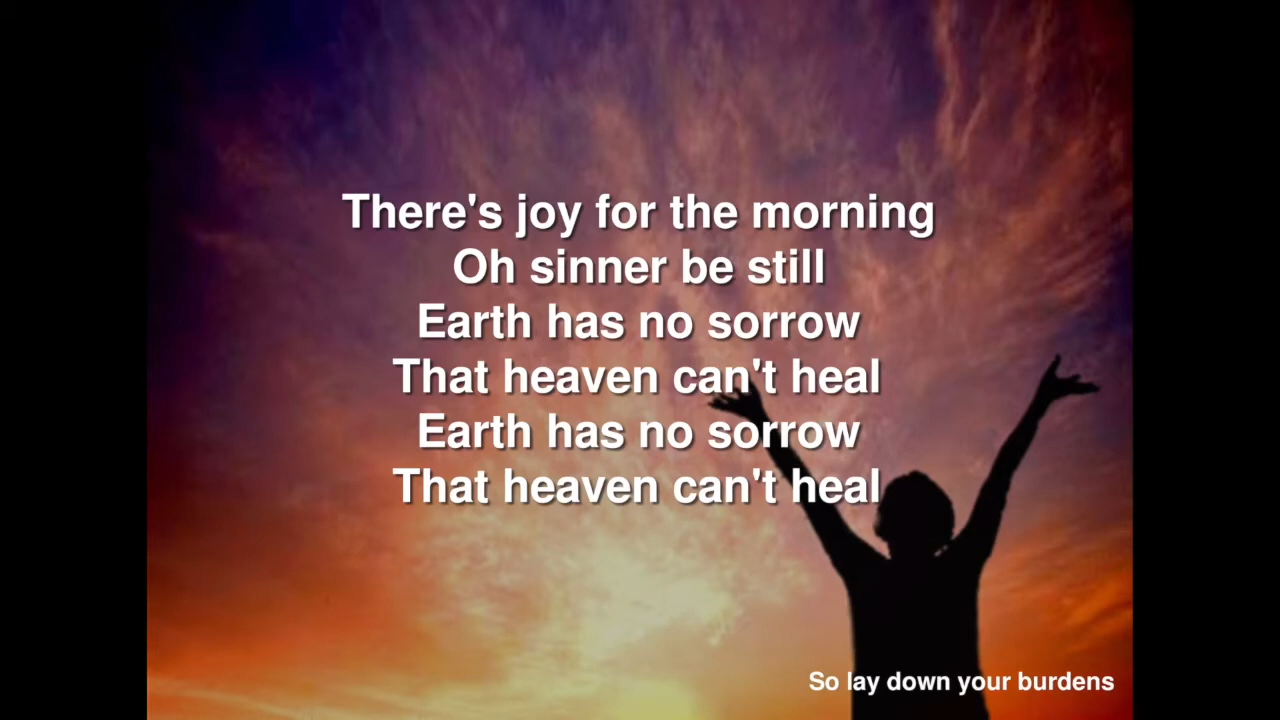 There's joy for the morning
Oh sinner be still
Earth has no sorrow
That heaven can't heal
Earth has no sorrow
That heaven can't heal
So lay down your burdens